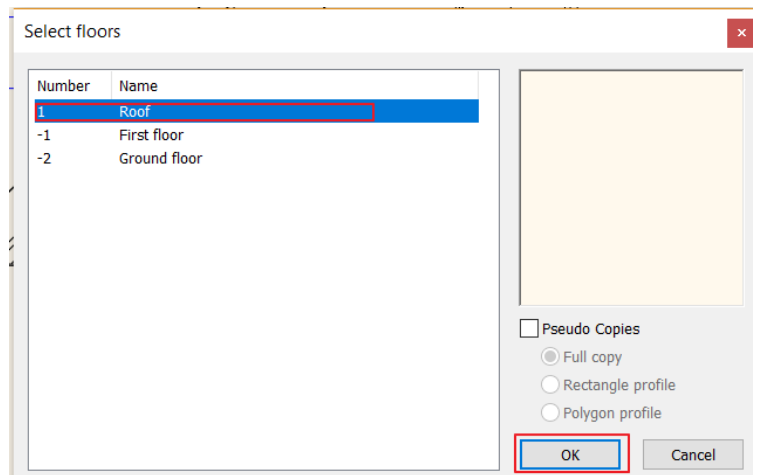 Select floors
Number Name
1 Roof
-1 First floor
-2 Ground floor
Pseudo Copies
Full copy
Rectangle profile
Polygon profile
OK Cancel